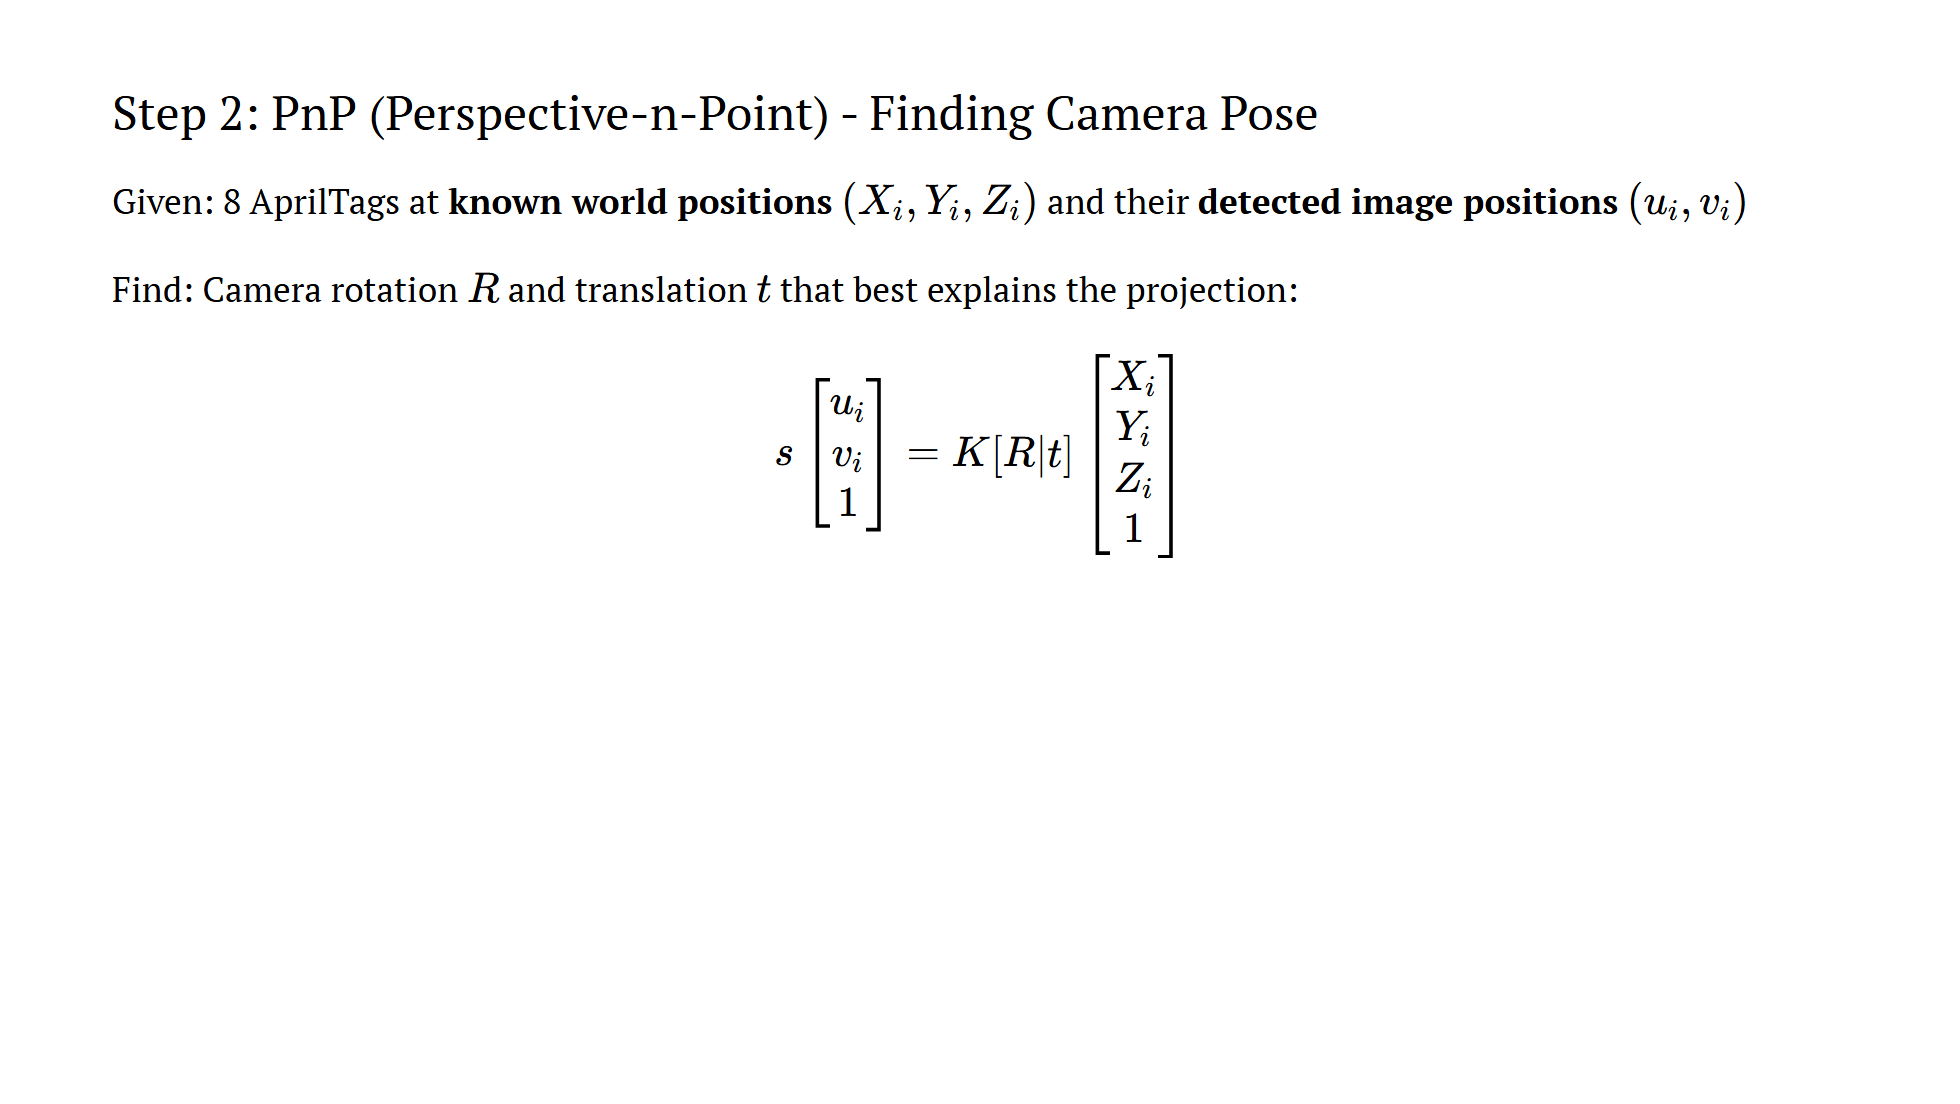 Step 2: PnP (Perspective-n-Point) - Finding Camera Pose
Given: 8 AprilTags at known world positions (X_i, Y_i, Z_i) and their detected image positions (u_i, v_i)
Find: Camera rotation R and translation t that best explains the projection:
s [u_i v_i 1] = K[R|t] [X_i Y_i Z_i 1]